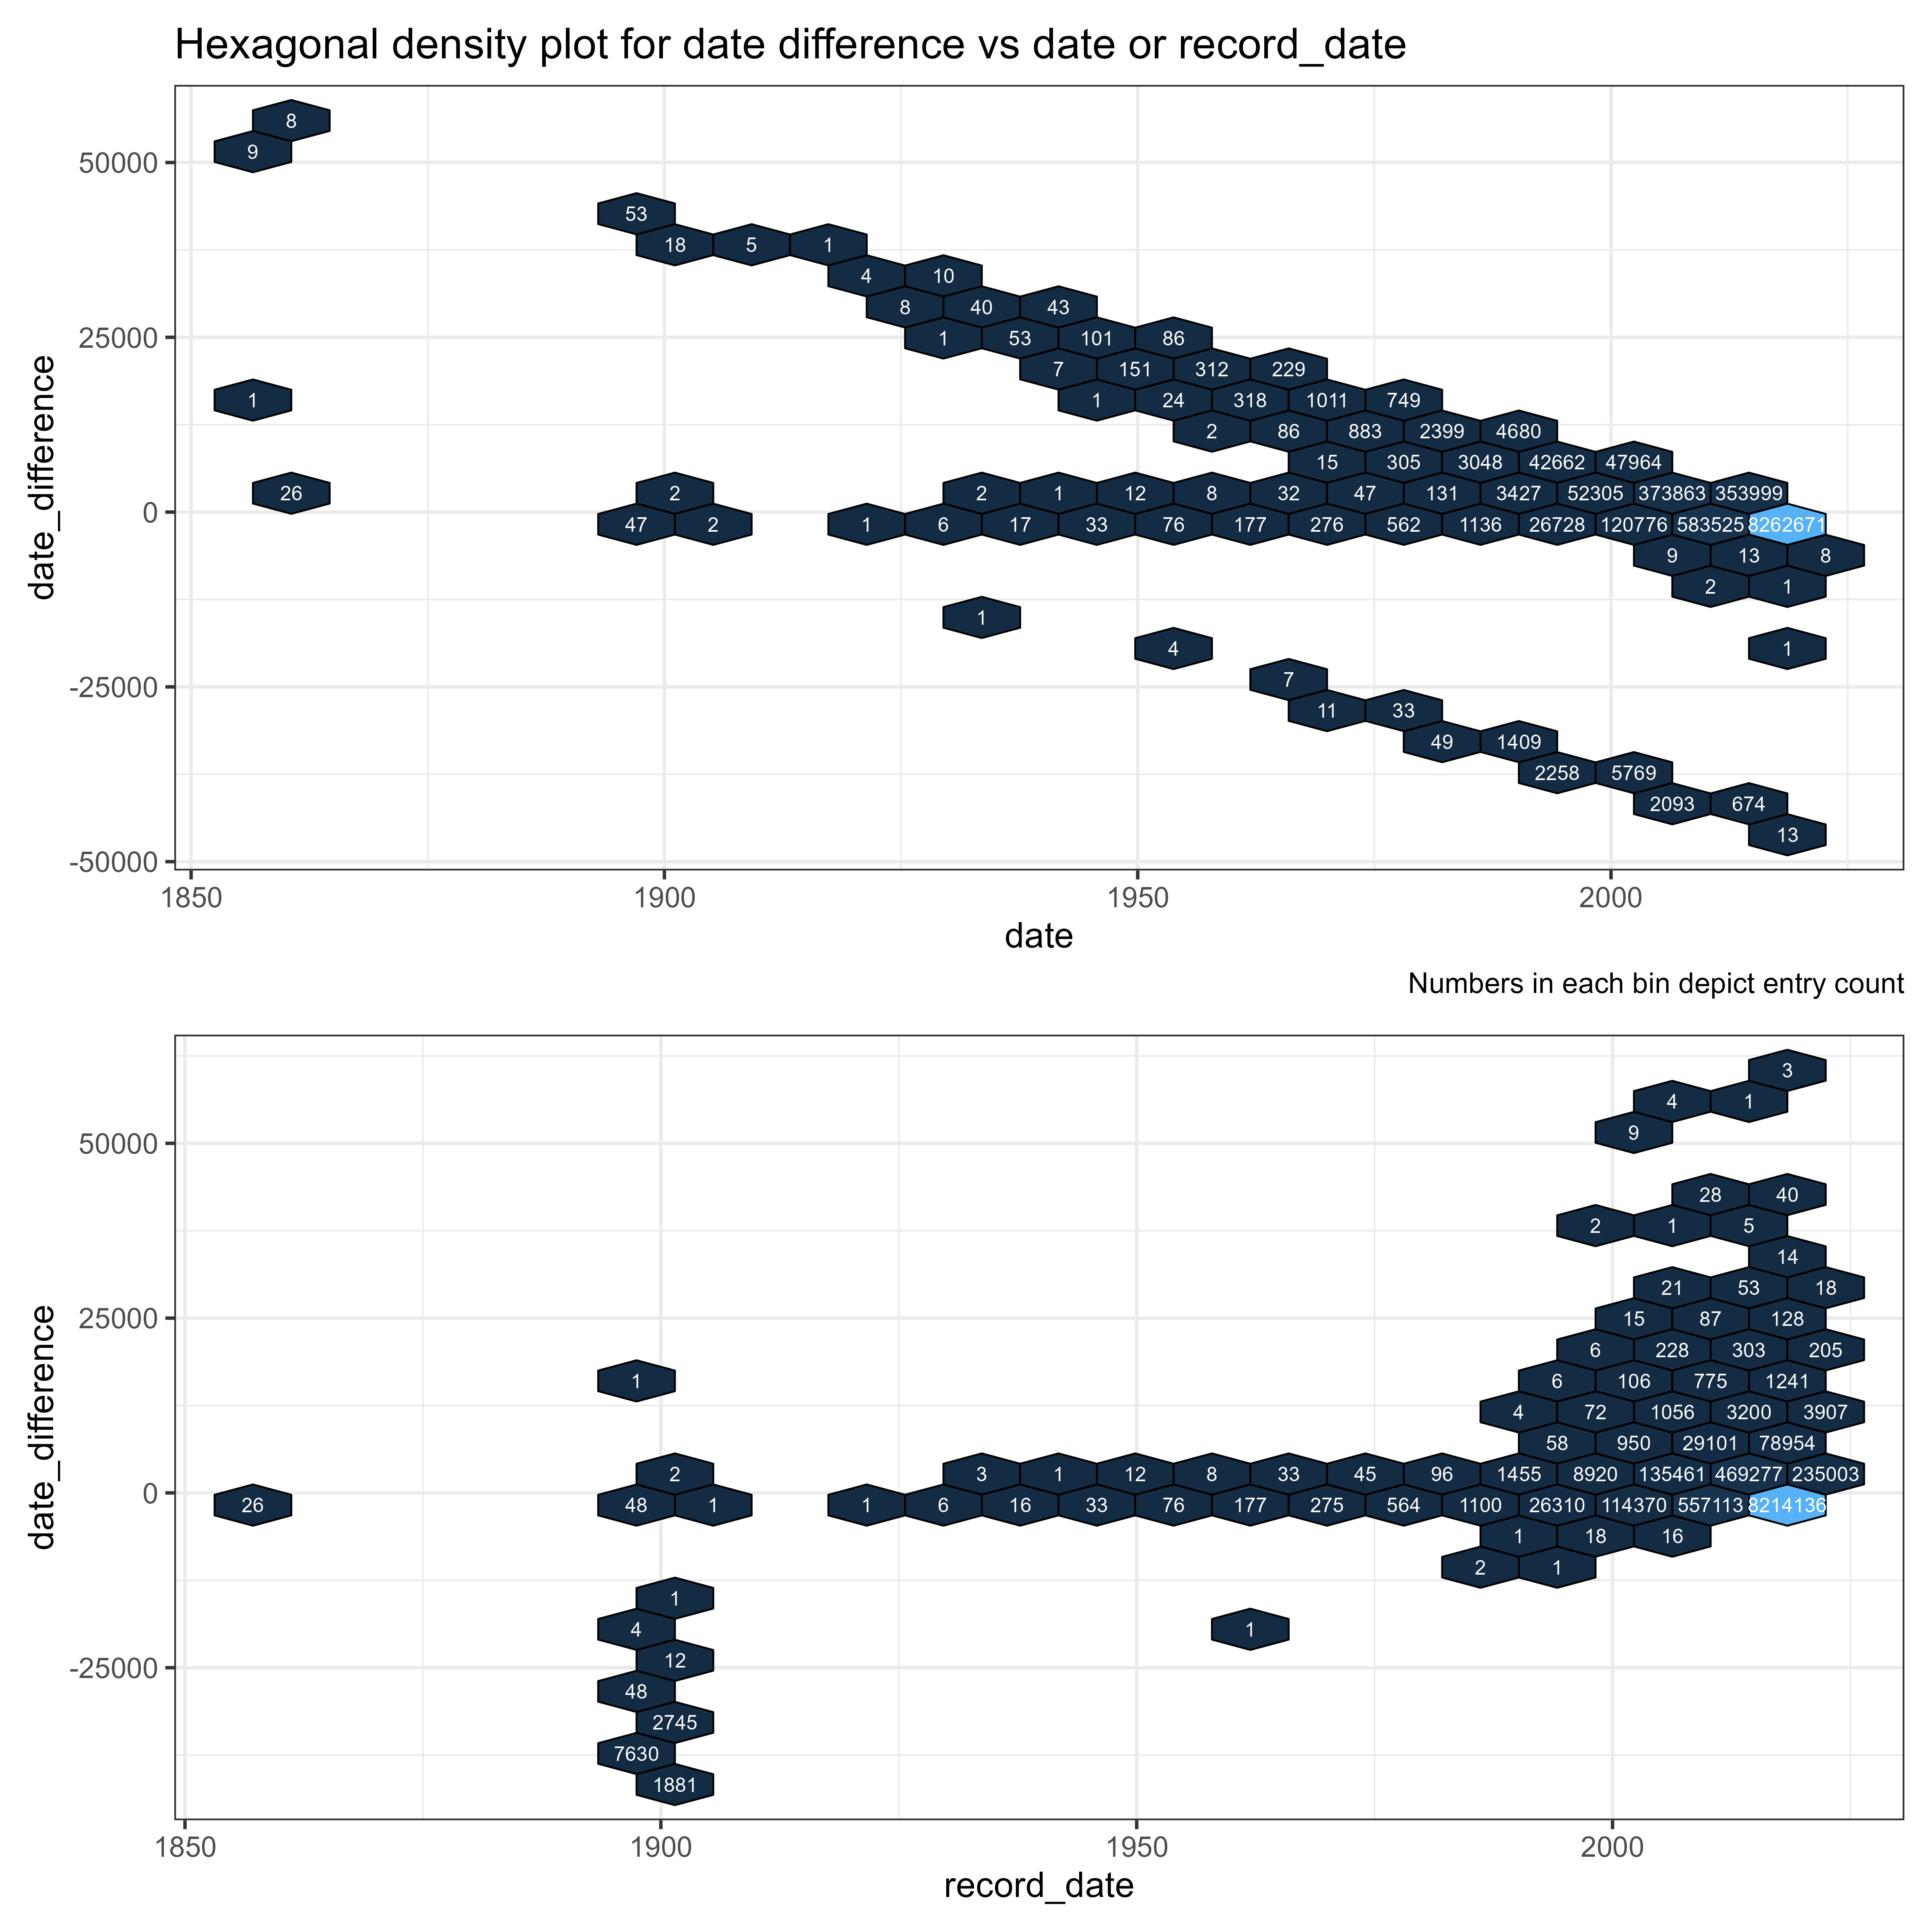 Hexagonal density plot for date difference vs date or record_date
8
9
50000
53
18 5 1
4 10
8 40 43
25000
1 53 101 86
7 151 312 229
1 1 24 318 1011 749
2 86 883 2399 4680
15 305 3048 42662 47964
26 2 2 1 12 8 32 47 131 3427 52305 373863 353999
0
47 2 1 6 17 33 76 177 276 562 1136 26728 120776 583525 8262671
9 13 8
2 1
1
4 1
7
-25000
11 33
49 1409
2258 5769
2093 674
13
-50000
date_difference
1850 1900 1950 2000
date
Numbers in each bin depict entry count
3
4 1
9
50000
28 40
2 1 5
14
21 53 18
25000
15 87 128
6 228 303 205
1 6 106 775 1241
4 72 1056 3200 3907
58 950 29101 78954
2 3 1 12 8 33 45 96 1455 8920 135461 469277 235003
0
26 48 1 1 6 16 33 76 177 275 564 1100 26310 114370 557113 8214136
1 18 16
2 1
1
4 1
12
-25000
48
2745
7630
1881
date_difference
1850 1900 1950 2000
record_date